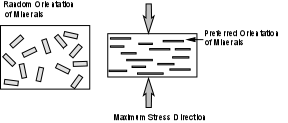 Random Orientation
of Minerals
Preferred Orientation
of Minerals
Maximum Stress Direction